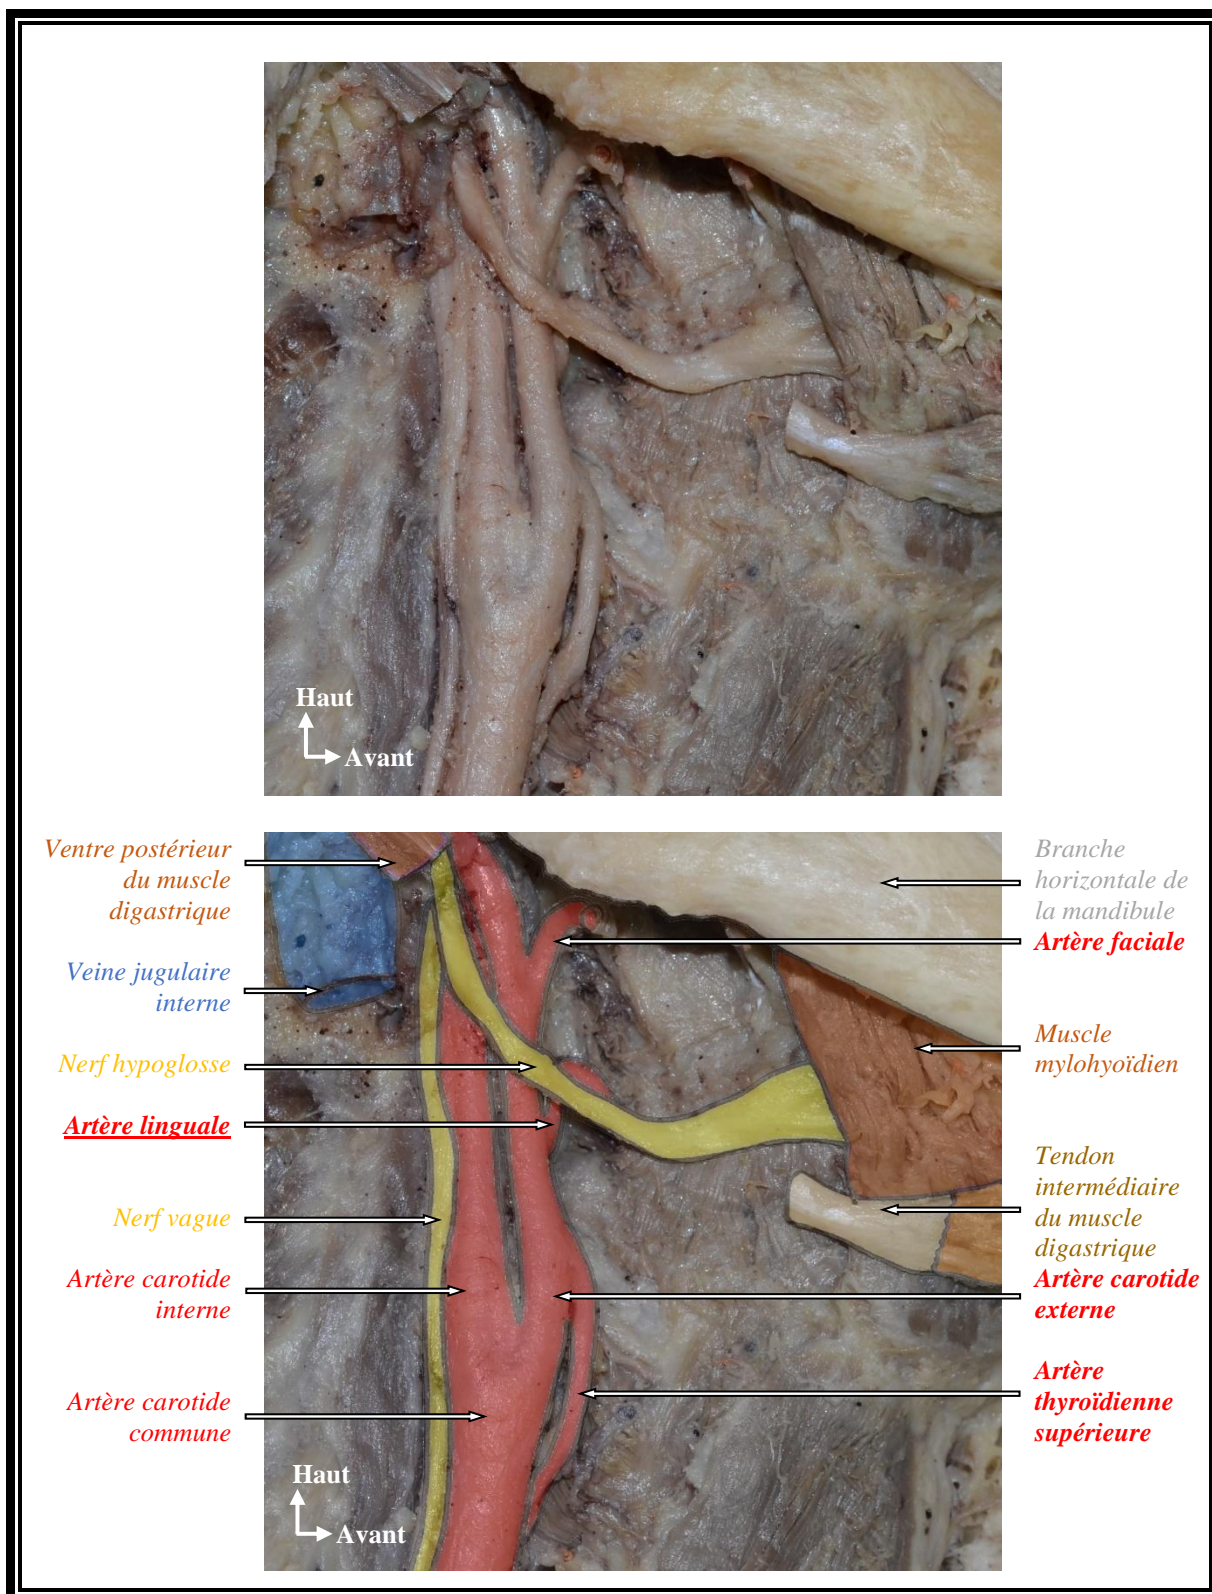 Haut
Avant
Ventre postérieur
du muscle
digastrique
Veine jugulaire
interne
Nerf hypoglosse
Artère linguale
Nerf vague
Artère carotide
interne
Artère carotide
commune
Haut
Avant
Branche
horizontale de
la mandibule
Artère faciale
Muscle
mylohyoïdien
Tendon
intermédiaire
du muscle
digastrique
Artère carotide
externe
Artère
thyroïdienne
supérieure